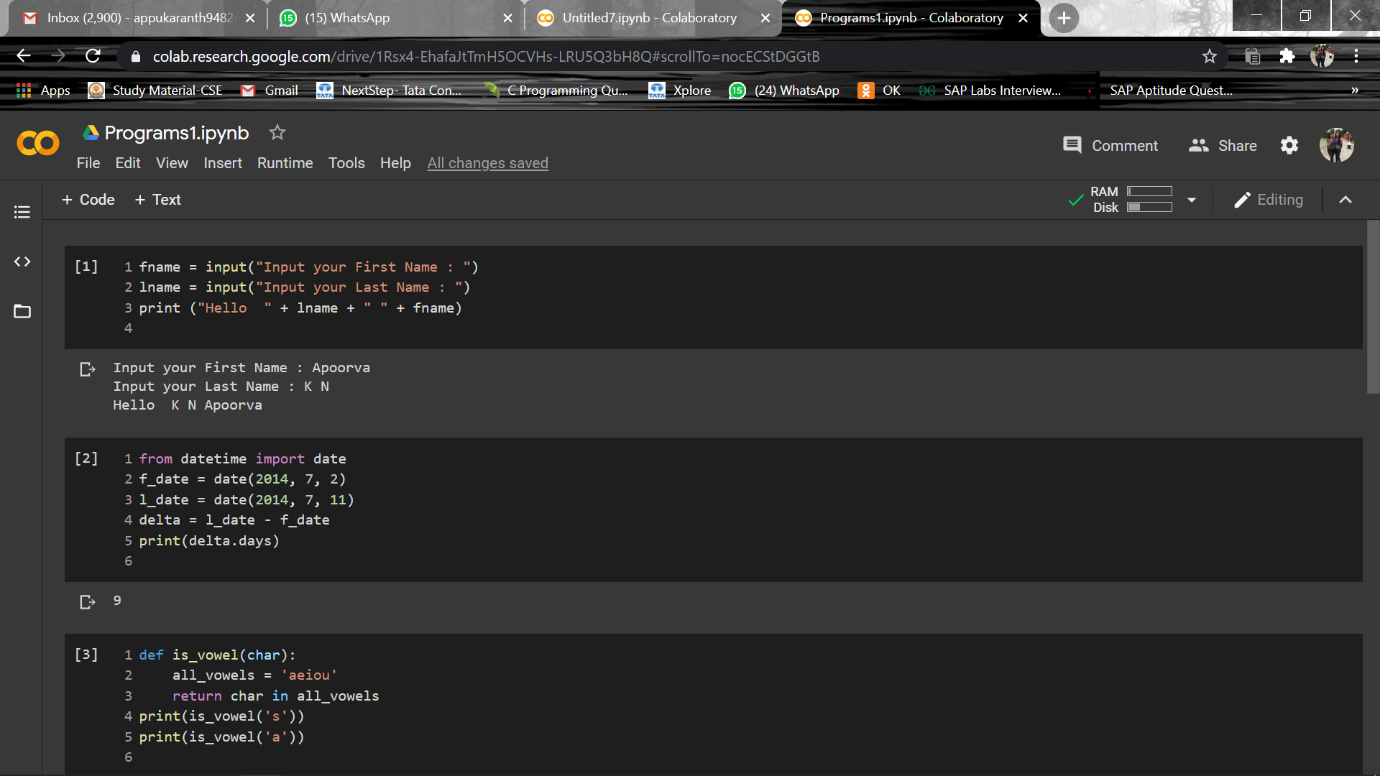 Inbox (2,900) - appukaranth9482
(15) WhatsApp
Untitled7.ipynb - Colaboratory
Programs1.ipynb - Colaboratory
colab.research.google.com/drive/1Rsx4-EhafaJtTmH5OCVHs-LRU5Q3bH8Q#scrollTo=nocECStDGGtB
Apps Study Material-CSE Gmail NextStep- Tata Con... C Programming Qu... Xplore (24) WhatsApp OK SAP Labs Interview... SAP Aptitude Quest... »
Programs1.ipynb
Comment Share
File Edit View Insert Runtime Tools Help All changes saved
+ Code + Text
RAM
Disk
Editing
[1] 1 fname = input("Input your First Name : ")
2 lname = input("Input your Last Name : ")
3 print ("Hello  " + lname + " " + fname)
4
Input your First Name : Apoorva
Input your Last Name : K N
Hello  K N Apoorva
[2] 1 from datetime import date
2 f_date = date(2014, 7, 2)
3 l_date = date(2014, 7, 11)
4 delta = l_date - f_date
5 print(delta.days)
6
9
[3] 1 def is_vowel(char):
2     all_vowels = 'aeiou'
3     return char in all_vowels
4 print(is_vowel('s'))
5 print(is_vowel('a'))
6